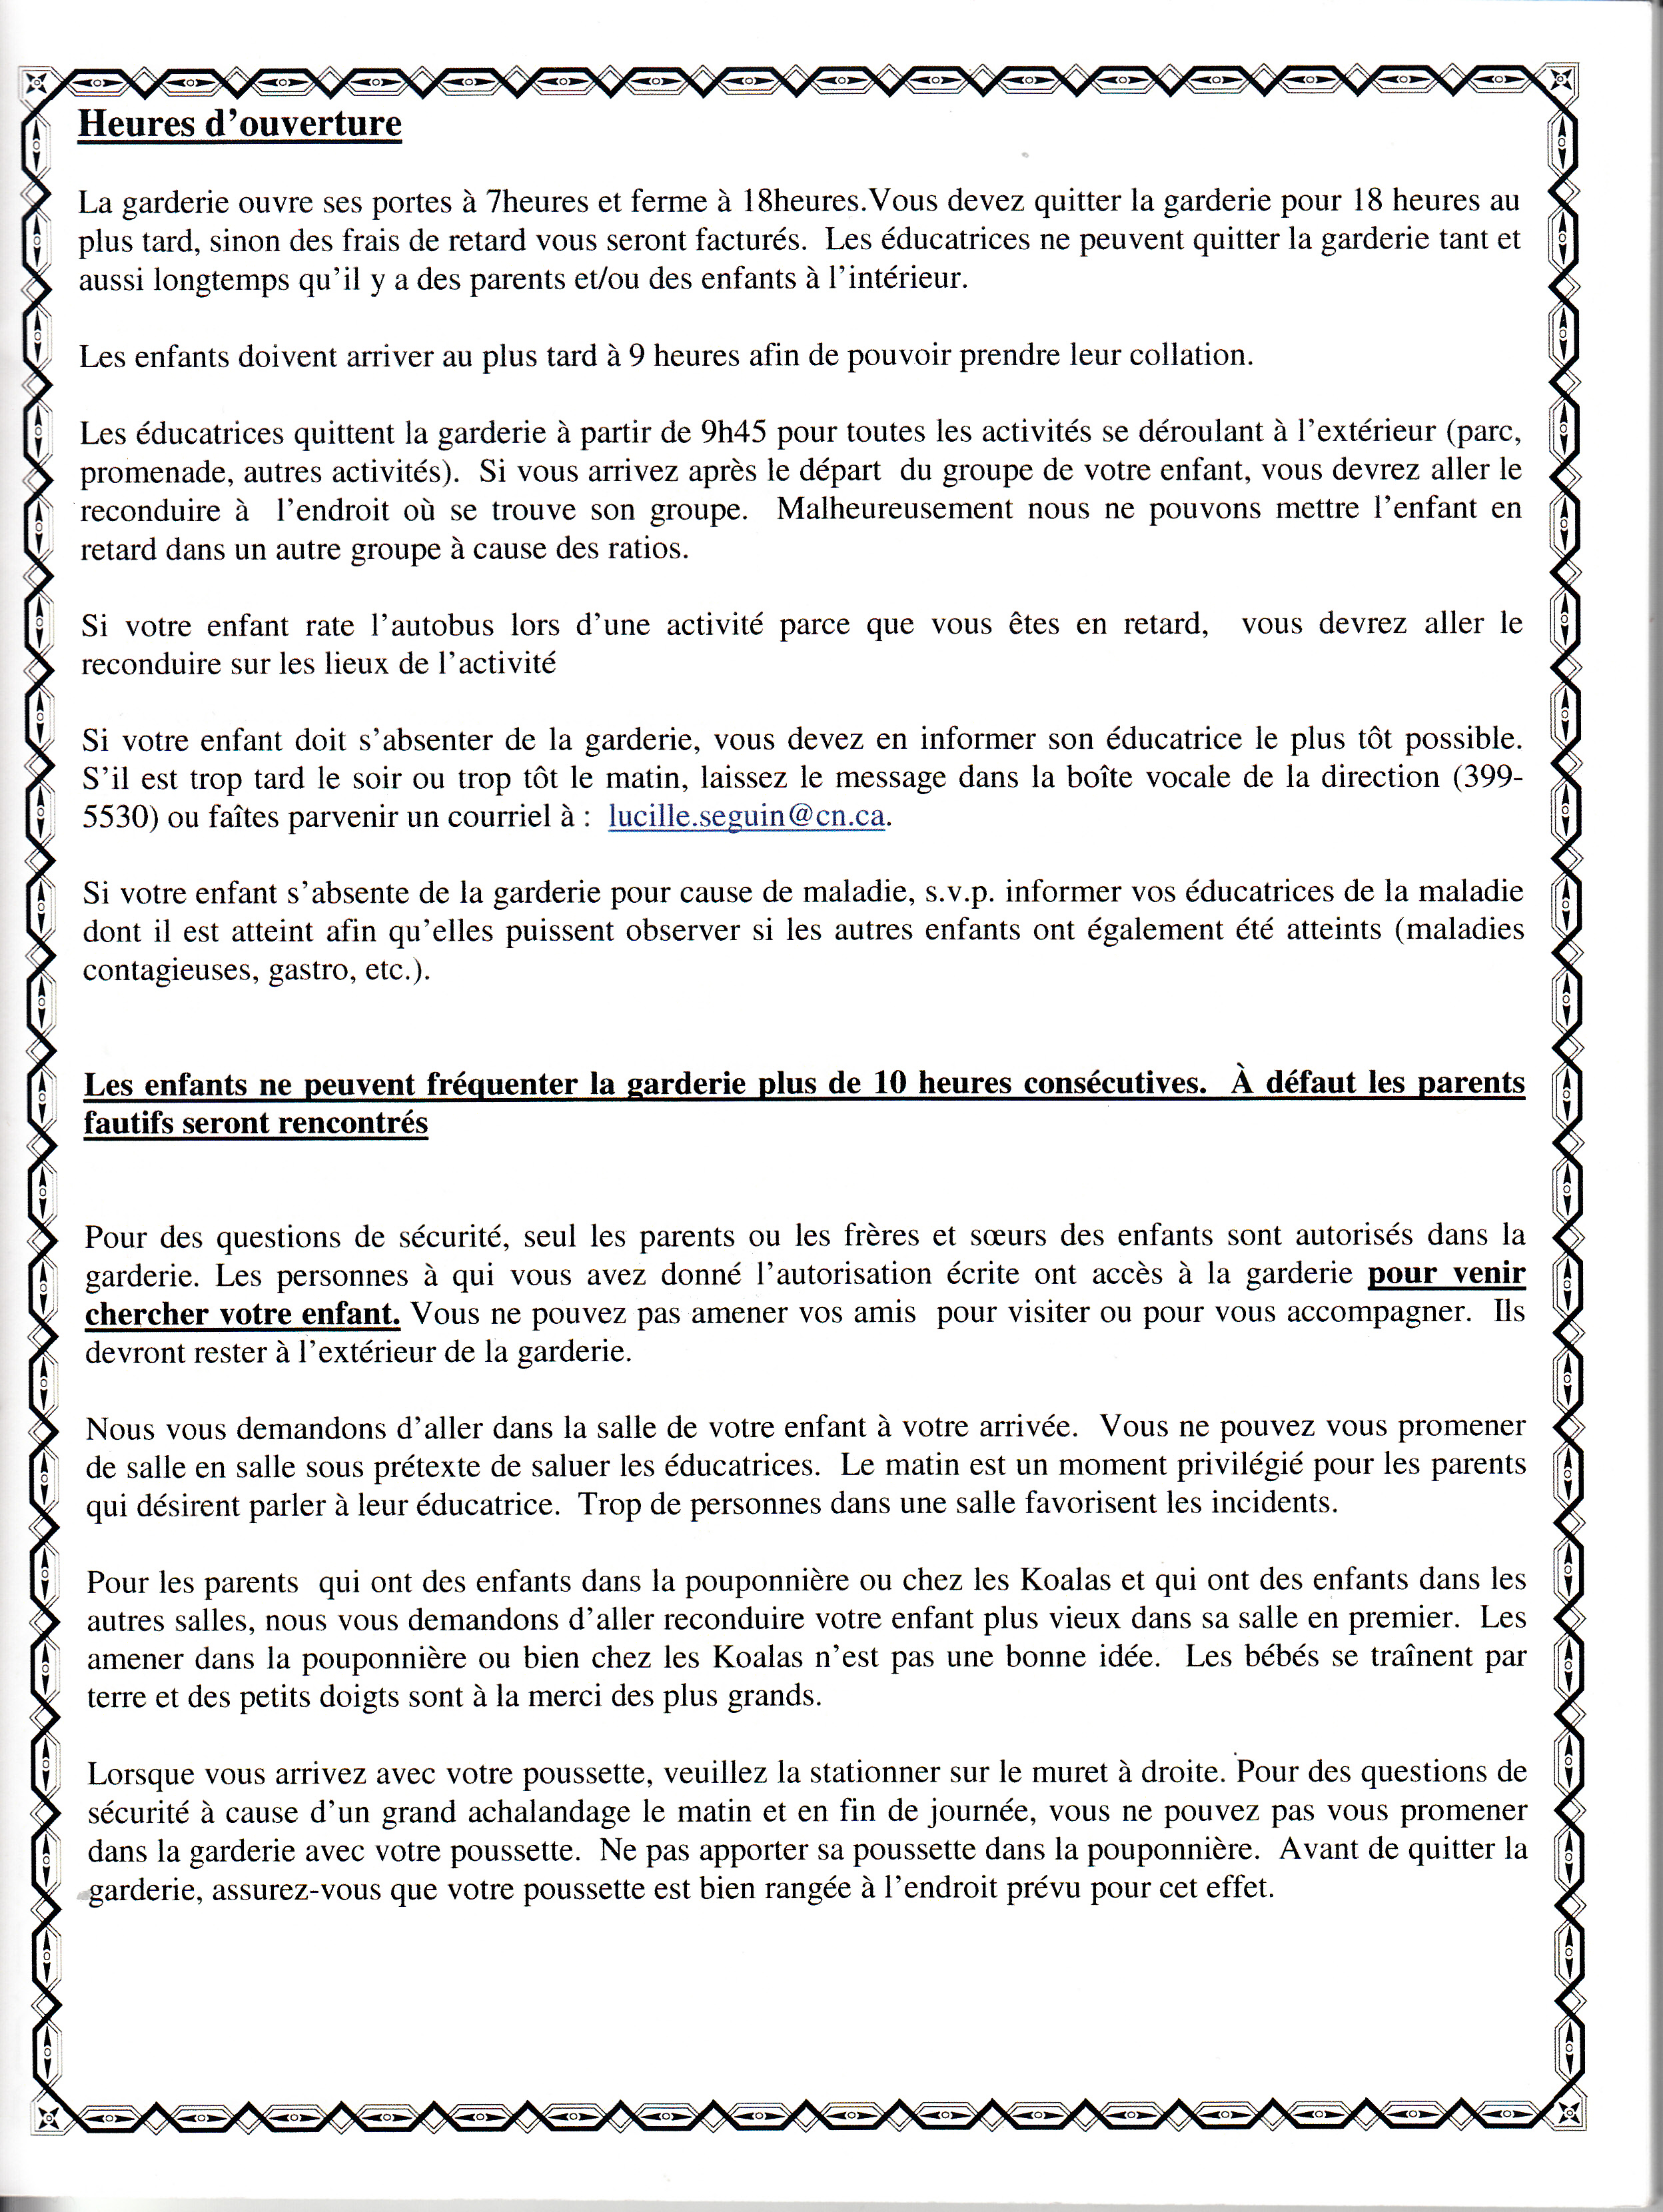 Heures d’ouverture
La garderie ouvre ses portes à 7heures et ferme à 18heures.Vous devez quitter la garderie pour 18 heures au
plus tard, sinon des frais de retard vous seront facturés.  Les éducatrices ne peuvent quitter la garderie tant et
aussi longtemps qu’il y a des parents et/ou des enfants à l’intérieur.
Les enfants doivent arriver au plus tard à 9 heures afin de pouvoir prendre leur collation.
Les éducatrices quittent la garderie à partir de 9h45 pour toutes les activités se déroulant à l’extérieur (parc,
promenade, autres activités).  Si vous arrivez après le départ  du groupe de votre enfant, vous devrez aller le
reconduire à  l’endroit où se trouve son groupe.  Malheureusement nous ne pouvons mettre l’enfant en
retard dans un autre groupe à cause des ratios.
Si votre enfant rate l’autobus lors d’une activité parce que vous êtes en retard,  vous devrez aller le
reconduire sur les lieux de l’activité
Si votre enfant doit s’absenter de la garderie, vous devez en informer son éducatrice le plus tôt possible.
S’il est trop tard le soir ou trop tôt le matin, laissez le message dans la boîte vocale de la direction (399-
5530) ou faîtes parvenir un courriel à :  lucille.seguin@cn.ca.
Si votre enfant s’absente de la garderie pour cause de maladie, s.v.p. informer vos éducatrices de la maladie
dont il est atteint afin qu’elles puissent observer si les autres enfants ont également été atteints (maladies
contagieuses, gastro, etc.).
Les enfants ne peuvent fréquenter la garderie plus de 10 heures consécutives.  À défaut les parents
fautifs seront rencontrés
Pour des questions de sécurité, seul les parents ou les frères et sœurs des enfants sont autorisés dans la
garderie. Les personnes à qui vous avez donné l’autorisation écrite ont accès à la garderie pour venir
chercher votre enfant. Vous ne pouvez pas amener vos amis  pour visiter ou pour vous accompagner.  Ils
devront rester à l’extérieur de la garderie.
Nous vous demandons d’aller dans la salle de votre enfant à votre arrivée.  Vous ne pouvez vous promener
de salle en salle sous prétexte de saluer les éducatrices.  Le matin est un moment privilégié pour les parents
qui désirent parler à leur éducatrice.  Trop de personnes dans une salle favorisent les incidents.
Pour les parents  qui ont des enfants dans la pouponnière ou chez les Koalas et qui ont des enfants dans les
autres salles, nous vous demandons d’aller reconduire votre enfant plus vieux dans sa salle en premier.  Les
amener dans la pouponnière ou bien chez les Koalas n’est pas une bonne idée.  Les bébés se traînent par
terre et des petits doigts sont à la merci des plus grands.
Lorsque vous arrivez avec votre poussette, veuillez la stationner sur le muret à droite. Pour des questions de
sécurité à cause d’un grand achalandage le matin et en fin de journée, vous ne pouvez pas vous promener
dans la garderie avec votre poussette.  Ne pas apporter sa poussette dans la pouponnière.  Avant de quitter la
garderie, assurez-vous que votre poussette est bien rangée à l’endroit prévu pour cet effet.